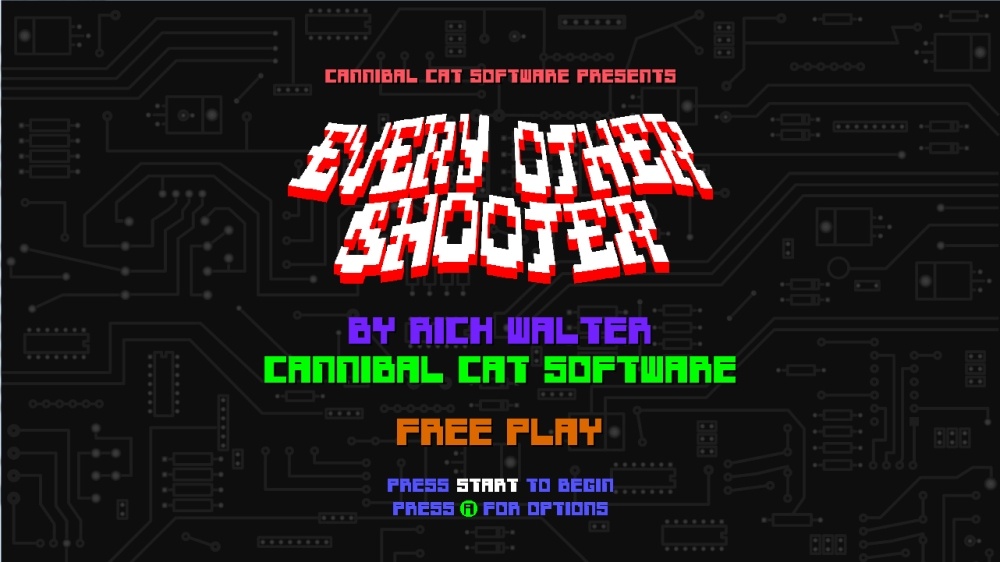 CANNIBAL CAT SOFTWARE PRESENTS
EVERY OTHER
SHOOTER
BY RICH WALTER
CANNIBAL CAT SOFTWARE
FREE PLAY
PRESS START TO BEGIN
PRESS A FOR OPTIONS